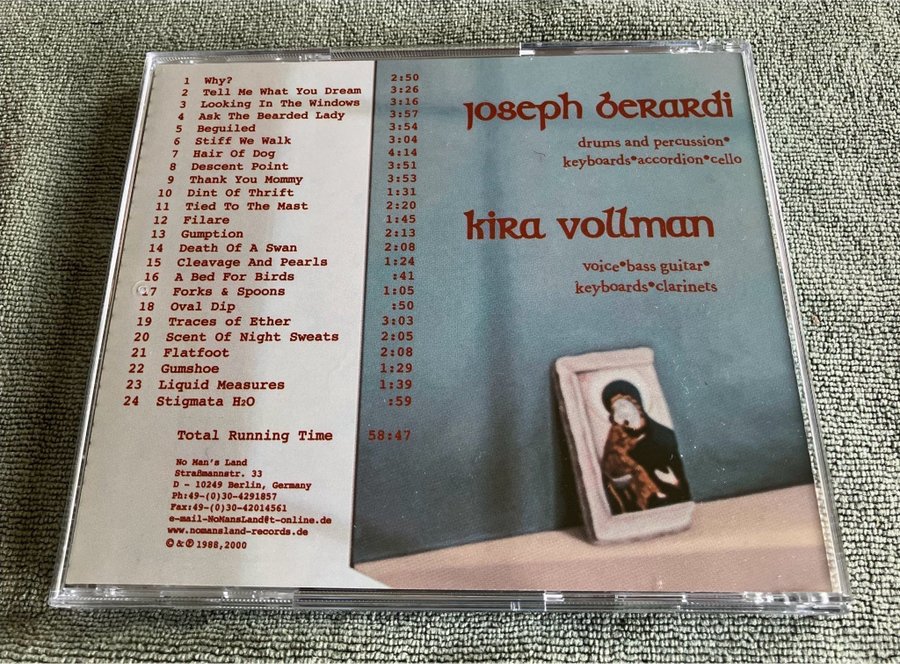 1 Why? 2:50
2 Tell Me What You Dream 3:26
3 Looking In The Windows 3:16
4 Ask The Bearded Lady 3:57
5 Beguiled 3:54
6 Stiff We Walk 3:04
7 Hair Of Dog 4:14
8 Descent Point 3:51
9 Thank You Mommy 3:53
10 Dint Of Thrift 1:31
11 Tied To The Mast 2:20
12 Filare 1:45
13 Gumption 2:13
14 Death Of A Swan 2:08
15 Cleavage And Pearls 1:24
16 A Bed For Birds :41
17 Forks & Spoons 1:05
18 Oval Dip :50
19 Traces of Ether 3:03
20 Scent Of Night Sweats 2:05
21 Flatfoot 2:08
22 Gumshoe 1:29
23 Liquid Measures 1:39
24 Stigmata H2O :59
Total Running Time 58:47
No Man's Land
Straßmannstr. 33
D - 10249 Berlin, Germany
Ph:49-(0)30-4291857
Fax:49-(0)30-42014561
e-mail-NoMansLand@t-online.de
www.nomansland-records.de
© & ℗ 1988,2000
Joseph Berardi
drums and percussion•
keyboards•accordion•cello
Kira Vollman
voice•bass guitar•
keyboards•clarinets